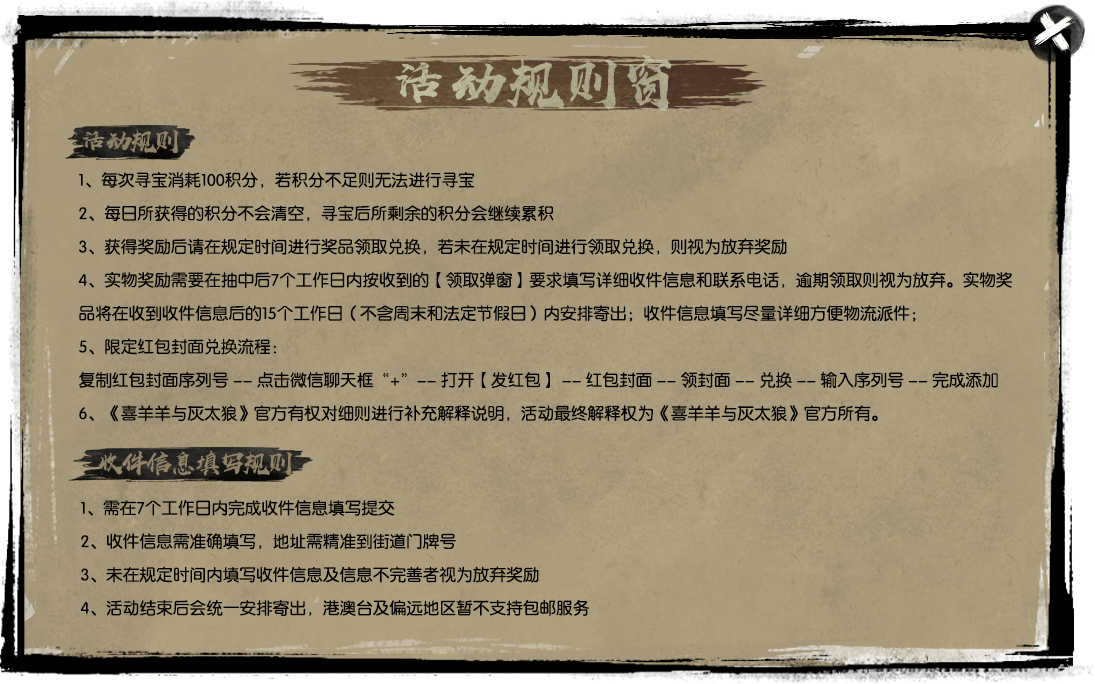 活动规则窗
活动规则
1、每次寻宝消耗100积分，若积分不足则无法进行寻宝
2、每日所获得的积分不会清空，寻宝后所剩余的积分会继续累积
3、获得奖励后请在规定时间进行奖品领取兑换，若未在规定时间进行领取兑换，则视为放弃奖励
4、实物奖励需要在抽中后7个工作日内按收到的【领取弹窗】要求填写详细收件信息和联系电话，逾期领取则视为放弃。实物奖
品将在收到收件信息后的15个工作日（不含周末和法定节假日）内安排寄出；收件信息填写尽量详细方便物流派件；
5、限定红包封面兑换流程：
复制红包封面序列号 -- 点击微信聊天框“+” -- 打开【发红包】 -- 红包封面 -- 领封面 -- 兑换 -- 输入序列号 -- 完成添加
6、《喜羊羊与灰太狼》官方有权对细则进行补充解释说明，活动最终解释权为《喜羊羊与灰太狼》官方所有。
收件信息填写规则
1、需在7个工作日内完成收件信息填写提交
2、收件信息需准确填写，地址需精准到街道门牌号
3、未在规定时间内填写收件信息及信息不完善者视为放弃奖励
4、活动结束后会统一安排寄出，港澳台及偏远地区暂不支持包邮服务